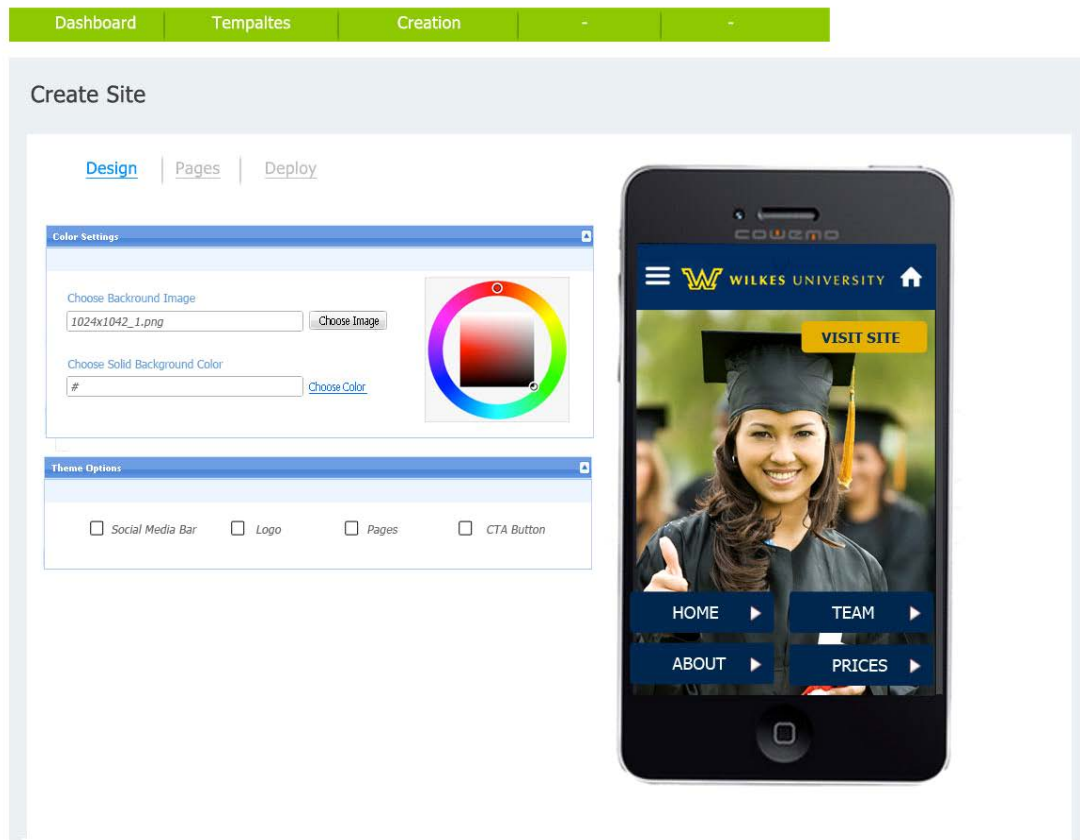 Dashboard Tempaltes Creation - -
Create Site
Design Pages Deploy
Color Settings
Choose Backround Image
1024x1042_1.png Choose Image
Choose Solid Background Color
# Choose Color
Theme Options
Social Media Bar Logo Pages CTA Button
cowemo
W WILKES UNIVERSITY
VISIT SITE
HOME TEAM
ABOUT PRICES